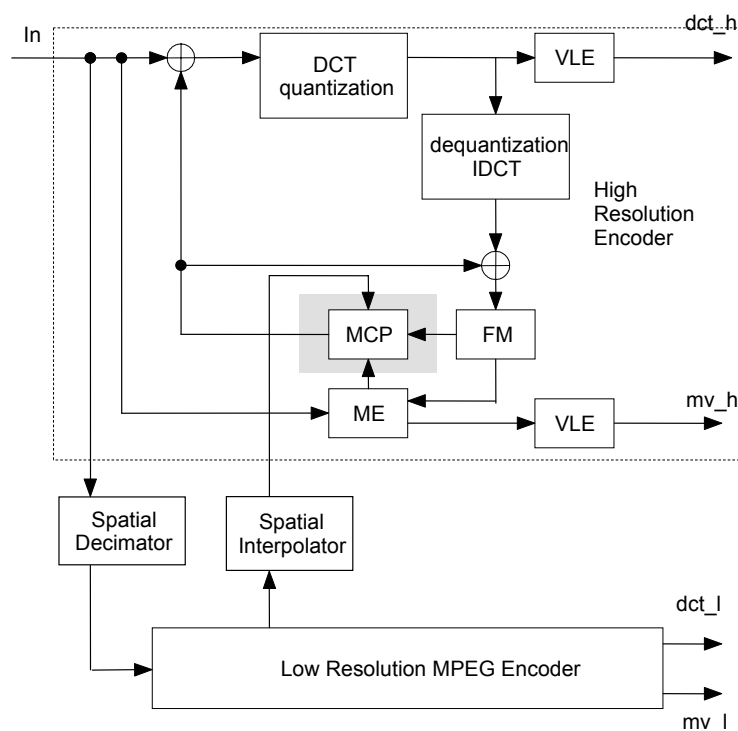 dct_h
In
DCT
quantization
VLE
dequantization
IDCT
High
Resolution
Encoder
MCP
FM
ME
mv_h
VLE
Spatial
Decimator
Spatial
Interpolator
dct_l
Low Resolution MPEG Encoder
mv_l